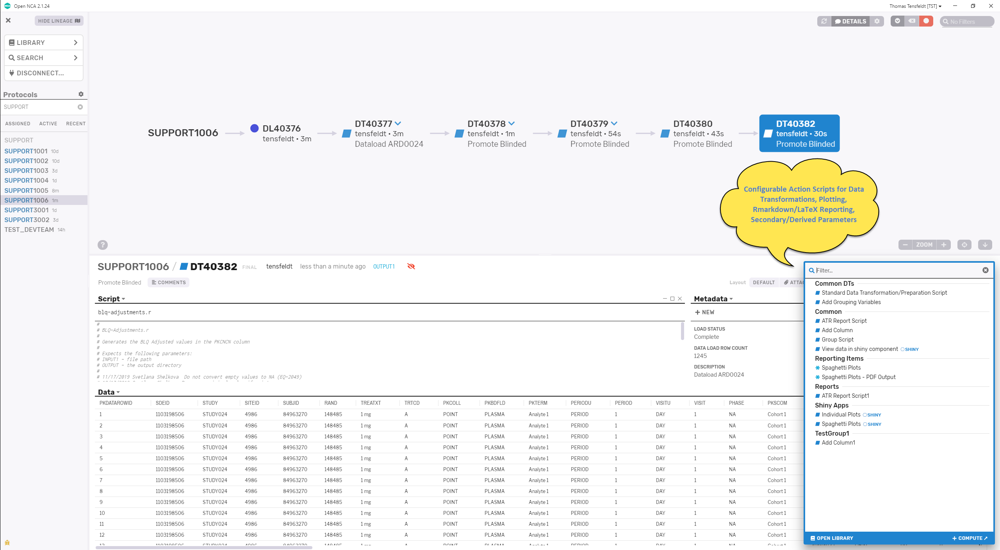 Open NCA 2.1.24
Thomas Tensfeldt [TST]
HIDE LINEAGE
DETAILS
No Filters
LIBRARY
SEARCH
DISCONNECT...
Protocols
SUPPORT
ASSIGNED ACTIVE RECENT
SUPPORT
SUPPORT1001 10d
SUPPORT1002 10d
SUPPORT1003 3d
SUPPORT1004 1d
SUPPORT1005 8m
SUPPORT1006 1m
SUPPORT3001 1d
SUPPORT3002 3d
TEST_DEVTEAM 14h
SUPPORT1006
DL40376
tensfeldt • 3m
DT40377
tensfeldt • 3m
Dataload ARD0024
DT40378
tensfeldt • 1m
Promote Blinded
DT40379
tensfeldt • 54s
Promote Blinded
DT40380
tensfeldt • 43s
Promote Blinded
DT40382
tensfeldt • 30s
Promote Blinded
Configurable Action Scripts for Data
Transformations, Plotting,
Rmarkdown/LaTeX Reporting,
Secondary/Derived Parameters
?
ZOOM
SUPPORT1006 / DT40382 FINAL tensfeldt less than a minute ago OUTPUT1
Promote Blinded COMMENTS
Layout DEFAULT ATTAC
Script
blq-adjustments.r
#
# BLQ-Adjustments.r
#
# Generates the BLQ Adjusted values in the PKCNCN column
#
# Expects the following parameters:
# INPUT1 - file path
# OUTPUT - the output directory
#
# 11/17/2019 Svetlana Shelkova Do not convert empty values to NA (EQ-2049)
Metadata
+ NEW
LOAD STATUS
Complete
DATA LOAD ROW COUNT
1245
DESCRIPTION
Dataload ARD0024
Data
PKDATAROWID SDEID STUDY SITEID SUBJID RAND TREATXT TRTCD PKCOLL PKBDFLD PKTERM PERIODU PERIOD VISITU VISIT PHASE PKSCOM
1 1103198506 STUDY024 4986 84963270 148485 1 mg A POINT PLASMA Analyte 1 PERIOD 1 DAY 1 NA Cohort 1
2 1103198506 STUDY024 4986 84963270 148485 1 mg A POINT PLASMA Analyte 1 PERIOD 1 DAY 1 NA Cohort 1
3 1103198506 STUDY024 4986 84963270 148485 1 mg A POINT PLASMA Analyte 1 PERIOD 1 DAY 1 NA Cohort 1
4 1103198506 STUDY024 4986 84963270 148485 1 mg A POINT PLASMA Analyte 1 PERIOD 1 DAY 1 NA Cohort 1
5 1103198506 STUDY024 4986 84963270 148485 1 mg A POINT PLASMA Analyte 1 PERIOD 1 DAY 1 NA Cohort 1
6 1103198506 STUDY024 4986 84963270 148485 1 mg A POINT PLASMA Analyte 1 PERIOD 1 DAY 1 NA Cohort 1
7 1103198506 STUDY024 4986 84963270 148485 1 mg A POINT PLASMA Analyte 1 PERIOD 1 DAY 1 NA Cohort 1
8 1103198506 STUDY024 4986 84963270 148485 1 mg A POINT PLASMA Analyte 1 PERIOD 1 DAY 1 NA Cohort 1
9 1103198506 STUDY024 4986 84963270 148485 1 mg A POINT PLASMA Analyte 1 PERIOD 1 DAY 1 NA Cohort 1
10 1103198506 STUDY024 4986 84963270 148485 1 mg A POINT PLASMA Analyte 1 PERIOD 1 DAY 1 NA Cohort 1
11 1103198506 STUDY024 4986 84963270 148485 1 mg A POINT PLASMA Analyte 1 PERIOD 1 DAY 1 NA Cohort 1
12 1103198506 STUDY024 4986 84963270 148485 1 mg A POINT PLASMA Analyte 1 PERIOD 1 DAY 1 NA Cohort 1
Filter...
Common DTs
Standard Data Transformation/Preparation Script
Add Grouping Variables
Common
ATR Report Script
Add Column
Group Script
View data in shiny component SHINY
Reporting Items
Spaghetti Plots
Spaghetti Plots - PDF Output
Reports
ATR Report Script1
Shiny Apps
Individual Plots SHINY
Spaghetti Plots SHINY
TestGroup1
Add Column1
OPEN LIBRARY
+ COMPUTE